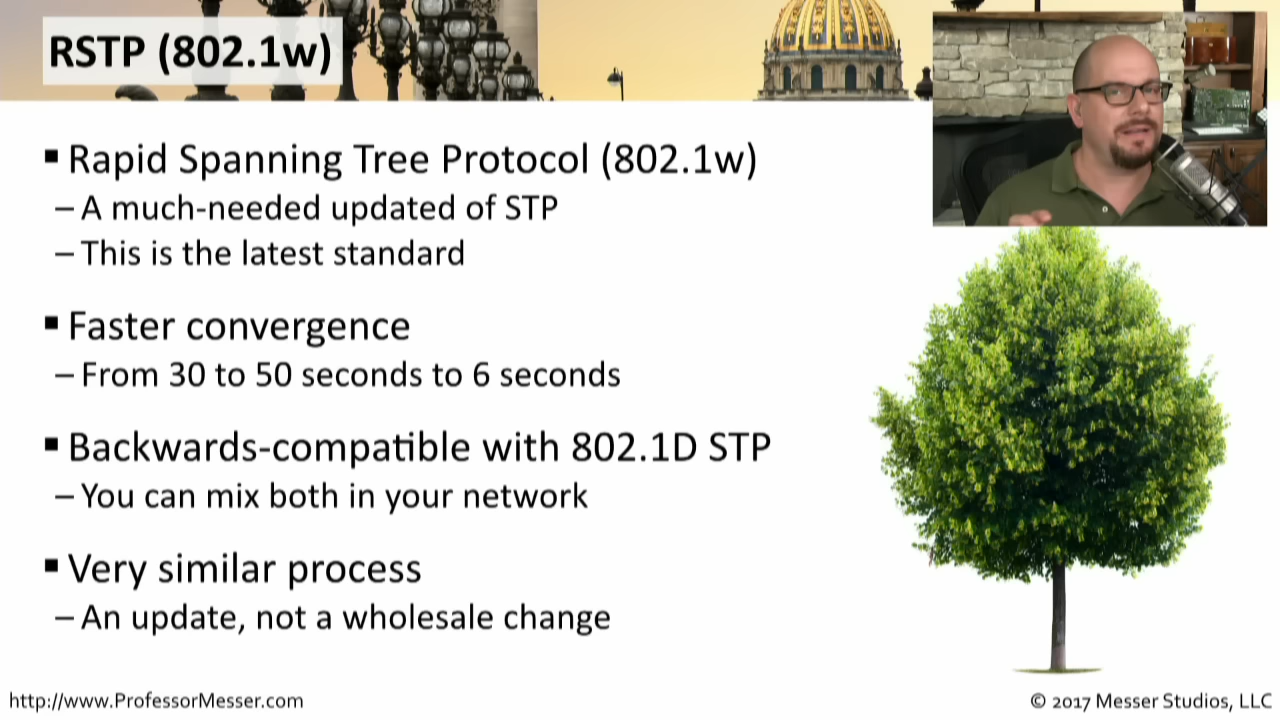 RSTP (802.1w)
▪ Rapid Spanning Tree Protocol (802.1w)
– A much-needed updated of STP
– This is the latest standard
▪ Faster convergence
– From 30 to 50 seconds to 6 seconds
▪ Backwards-compatible with 802.1D STP
– You can mix both in your network
▪ Very similar process
– An update, not a wholesale change
http://www.ProfessorMesser.com
© 2017 Messer Studios, LLC